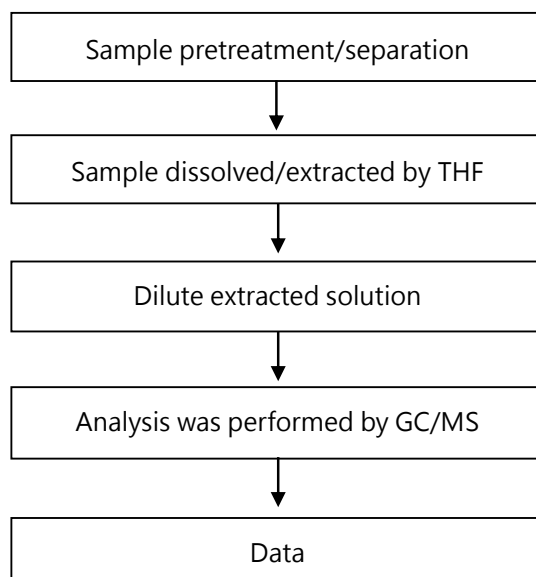 Sample pretreatment/separation
Sample dissolved/extracted by THF
Dilute extracted solution
Analysis was performed by GC/MS
Data